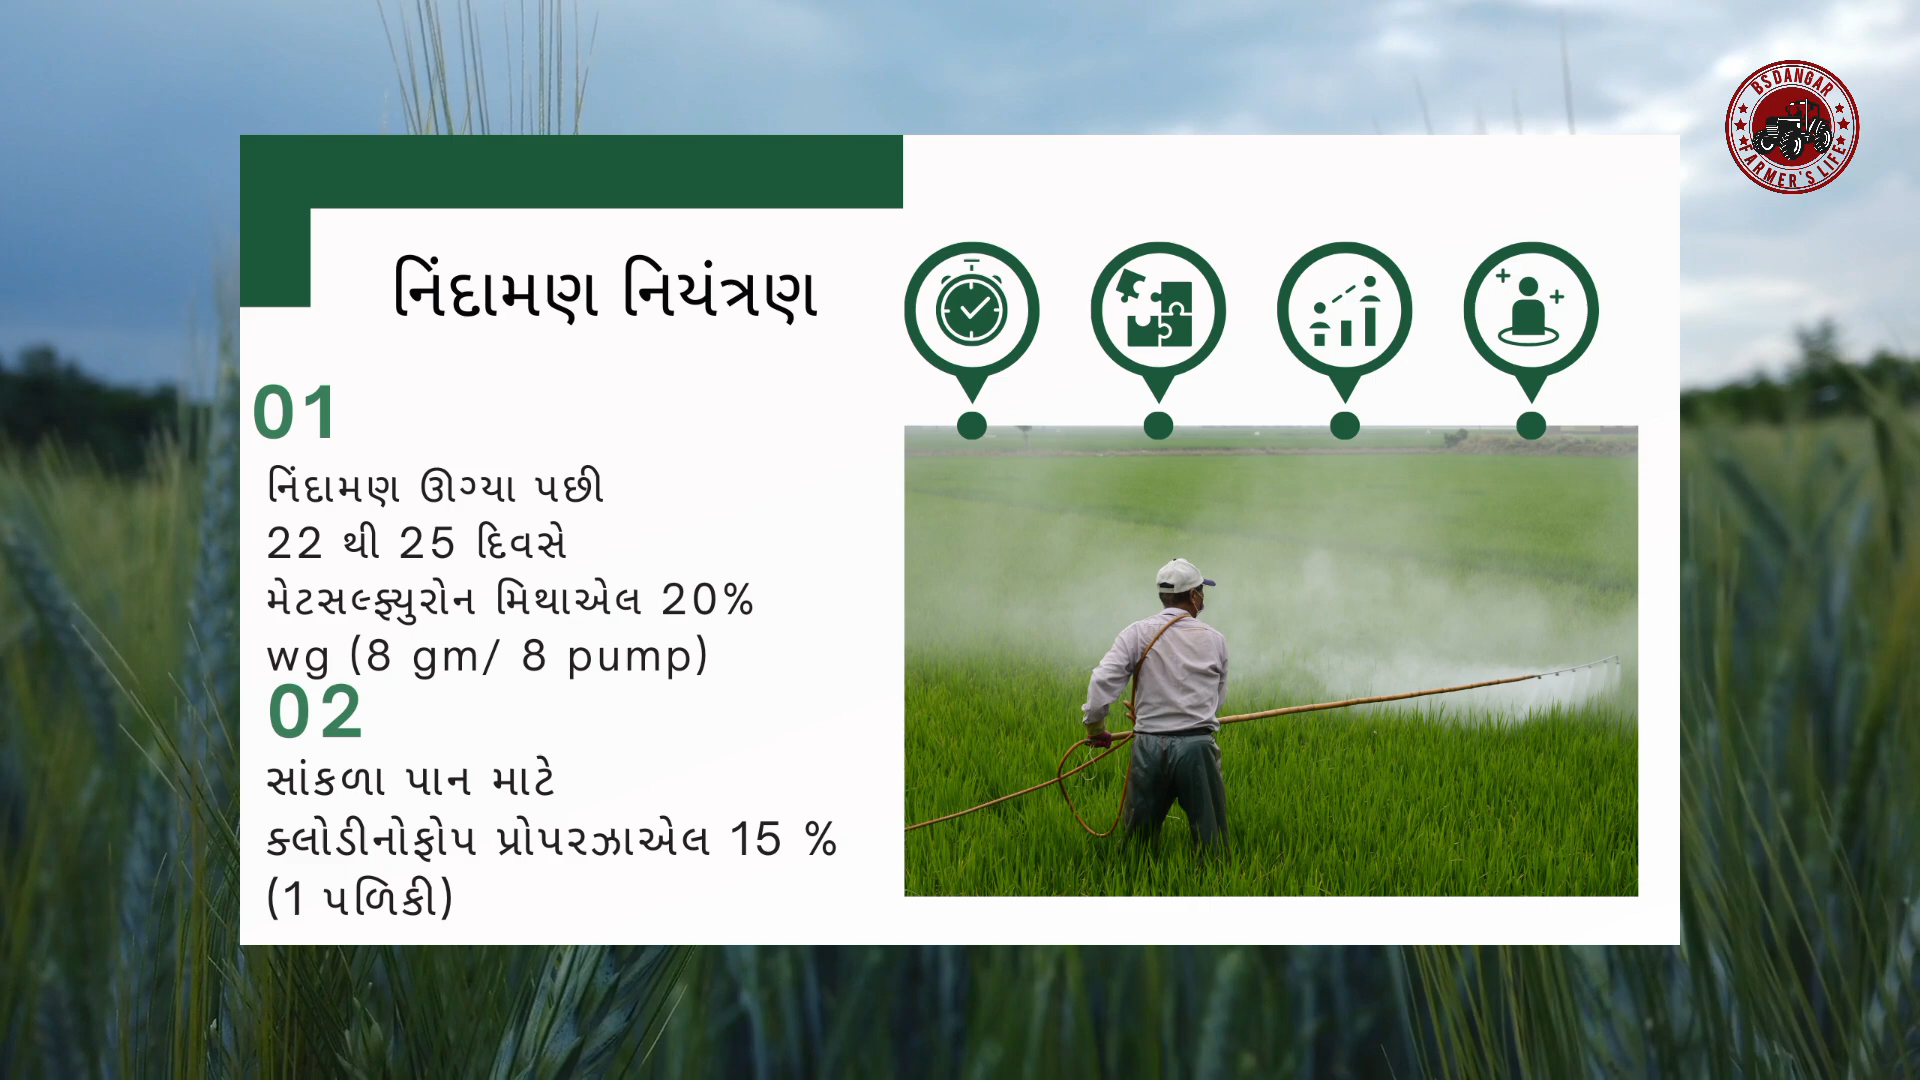 BSDANGAR
FARMER'S LIFE
નિંદામણ નિયંત્રણ
01
નિંદામણ ઊગ્યા પછી
22 થી 25 દિવસે
મેટસલ્ફ્યુરોન મિથાએલ 20%
wg (8 gm/ 8 pump)
02
સાંકળા પાન માટે
ક્લોડીનોફોપ પ્રોપરઝાએલ 15 %
(1 પળિકી)